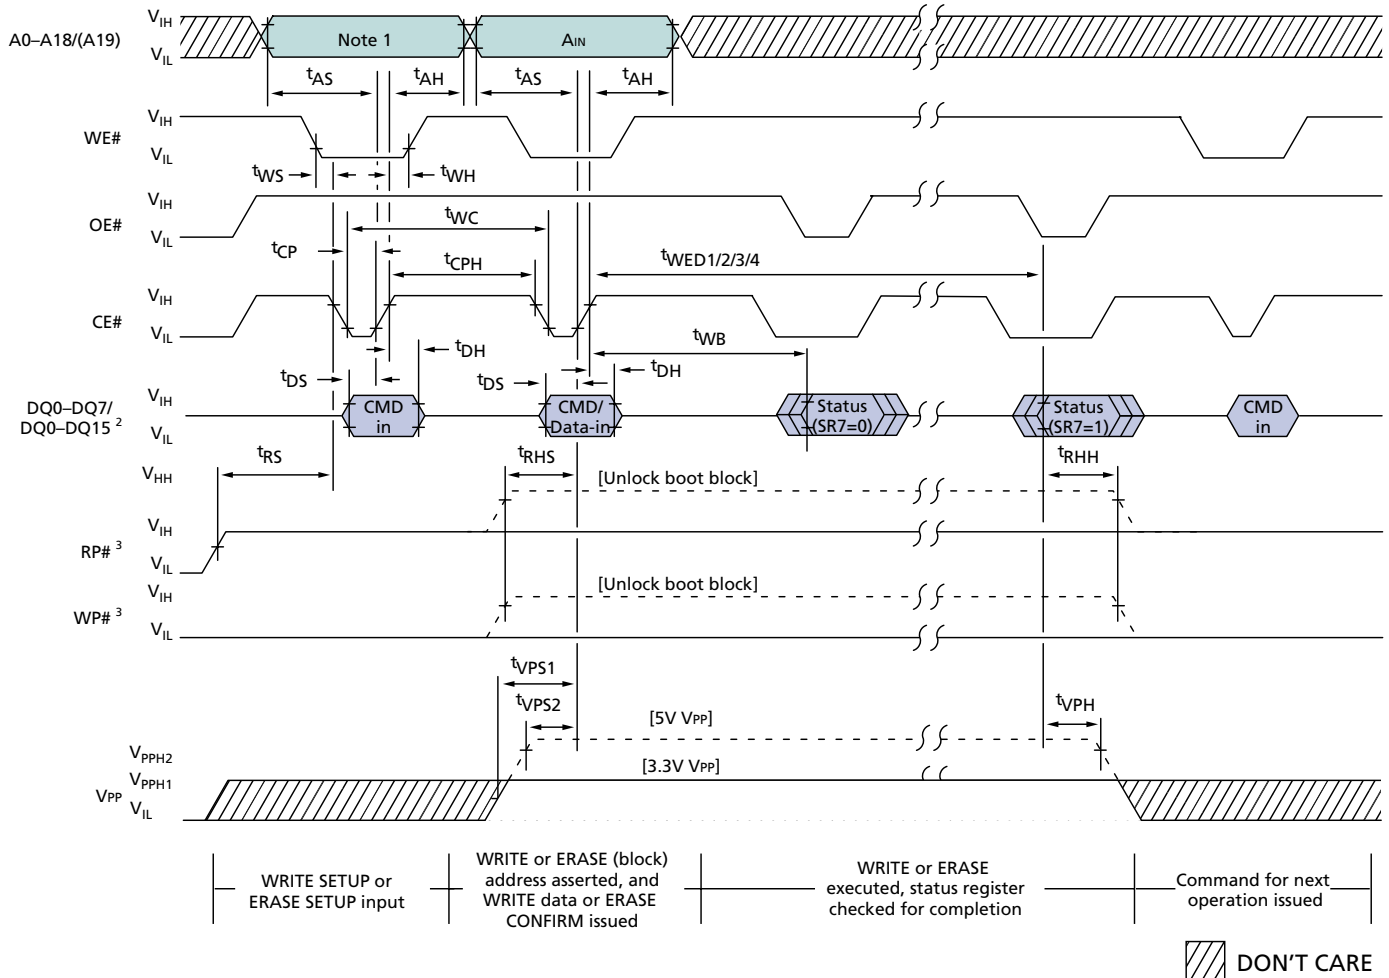 A0–A18/(A19)
VIH
VIL
Note 1
AIN
tAS
tAH
tAS
tAH
WE#
VIH
VIL
tWS
tWH
OE#
VIH
VIL
tWC
tCP
tCPH
tWED1/2/3/4
CE#
VIH
VIL
tWB
tDH
tDS
tDS
tDH
DQ0–DQ7/
DQ0–DQ15 2
VIH
VIL
CMD
in
CMD/
Data-in
Status
(SR7=0)
Status
(SR7=1)
CMD
in
tRS
tRHS
tRHH
VHH
[Unlock boot block]
RP# 3
VIH
VIL
WP# 3
VIH
VIL
[Unlock boot block]
tVPS1
tVPS2
tVPH
[5V VPP]
VPPH2
VPPH1
[3.3V VPP]
VPP
VIL
WRITE SETUP or
ERASE SETUP input
WRITE or ERASE (block)
address asserted, and
WRITE data or ERASE
CONFIRM issued
WRITE or ERASE
executed, status register
checked for completion
Command for next
operation issued
DON'T CARE